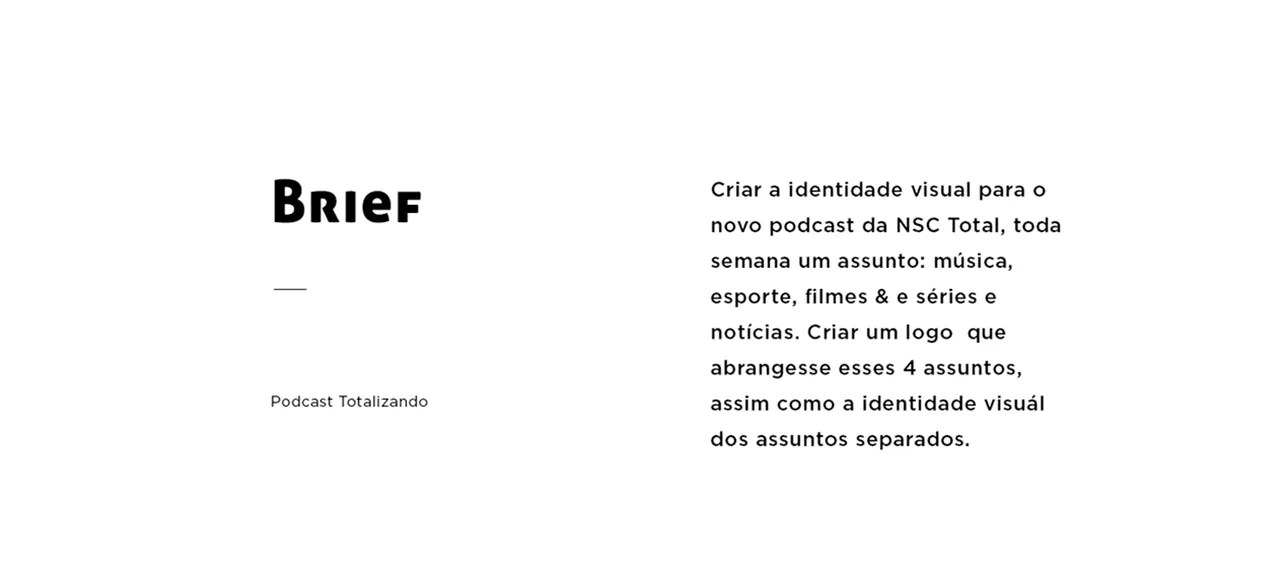 Brief
Podcast Totalizando
Criar a identidade visual para o
novo podcast da NSC Total, toda
semana um assunto: música,
esporte, filmes & e séries e
notícias. Criar um logo  que
abrangesse esses 4 assuntos,
assim como a identidade visuál
dos assuntos separados.